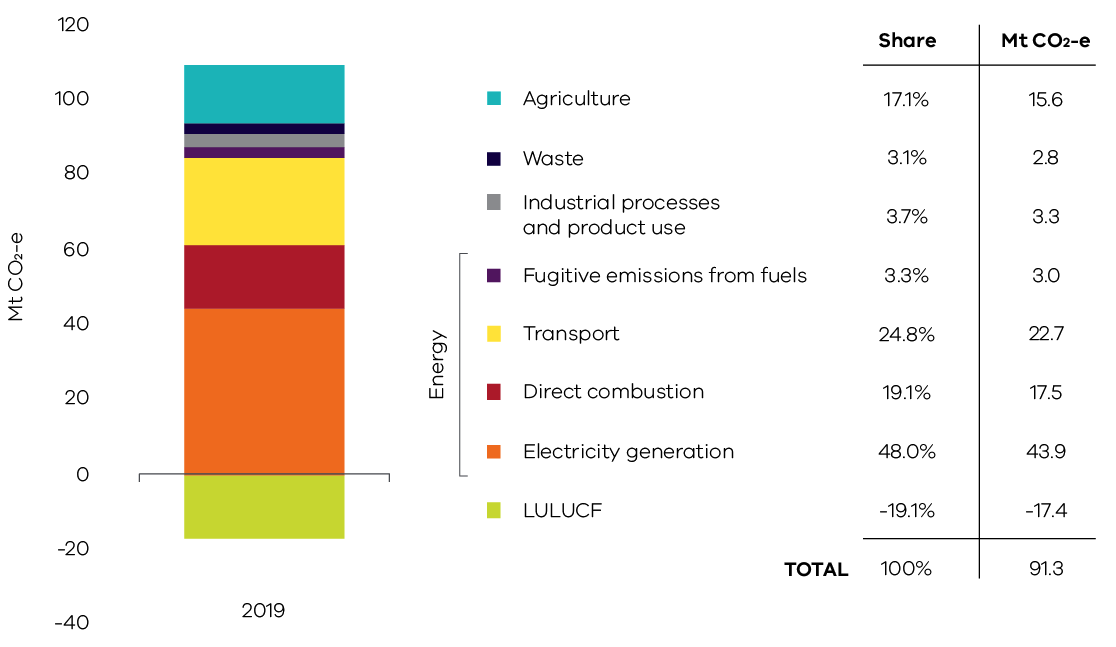 120
100
80
60
40
20
0
-20
-40
Mt CO₂-e
2019
Share Mt CO₂-e
Agriculture 17.1% 15.6
Waste 3.1% 2.8
Industrial processes
and product use 3.7% 3.3
Energy
Fugitive emissions from fuels 3.3% 3.0
Transport 24.8% 22.7
Direct combustion 19.1% 17.5
Electricity generation 48.0% 43.9
LULUCF -19.1% -17.4
TOTAL 100% 91.3